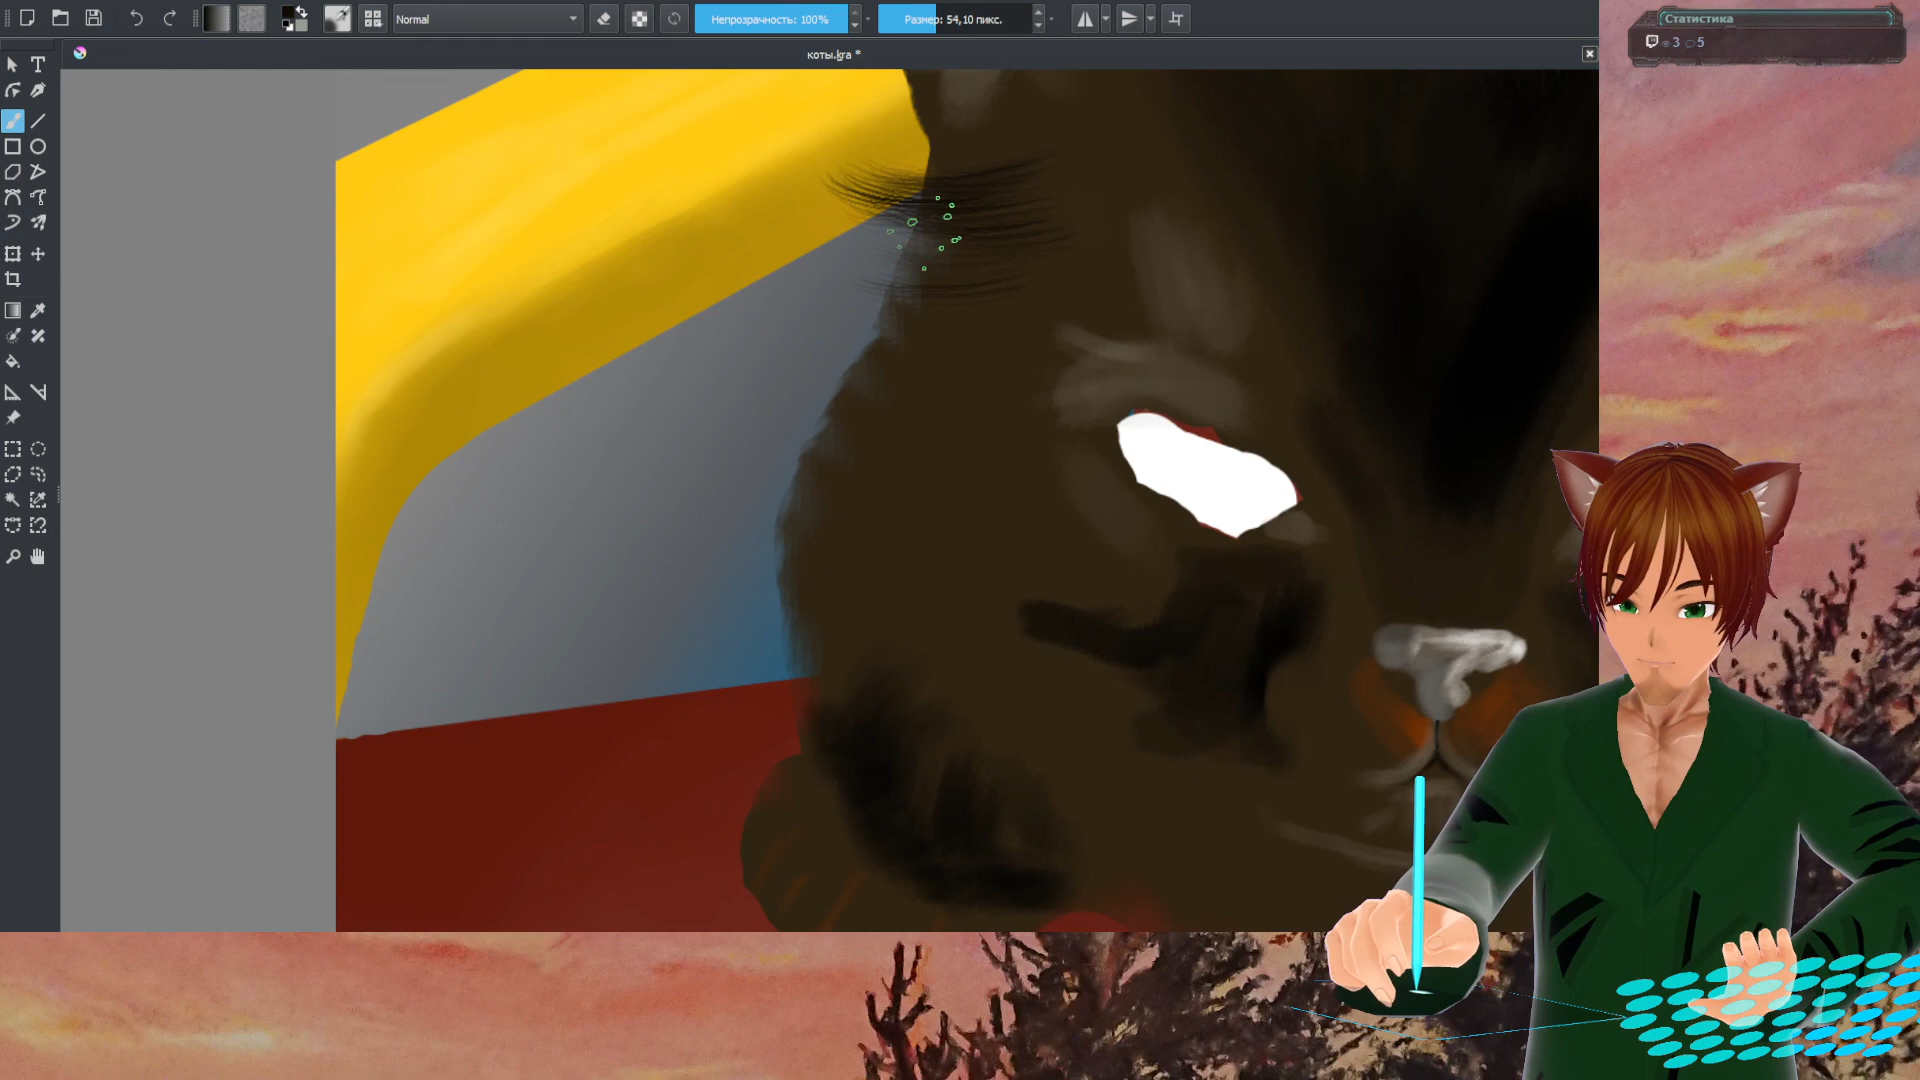 Normal
Непрозрачность: 100%
Размер: 54,10 пикс.
Статистика
3 5
коты.kra *